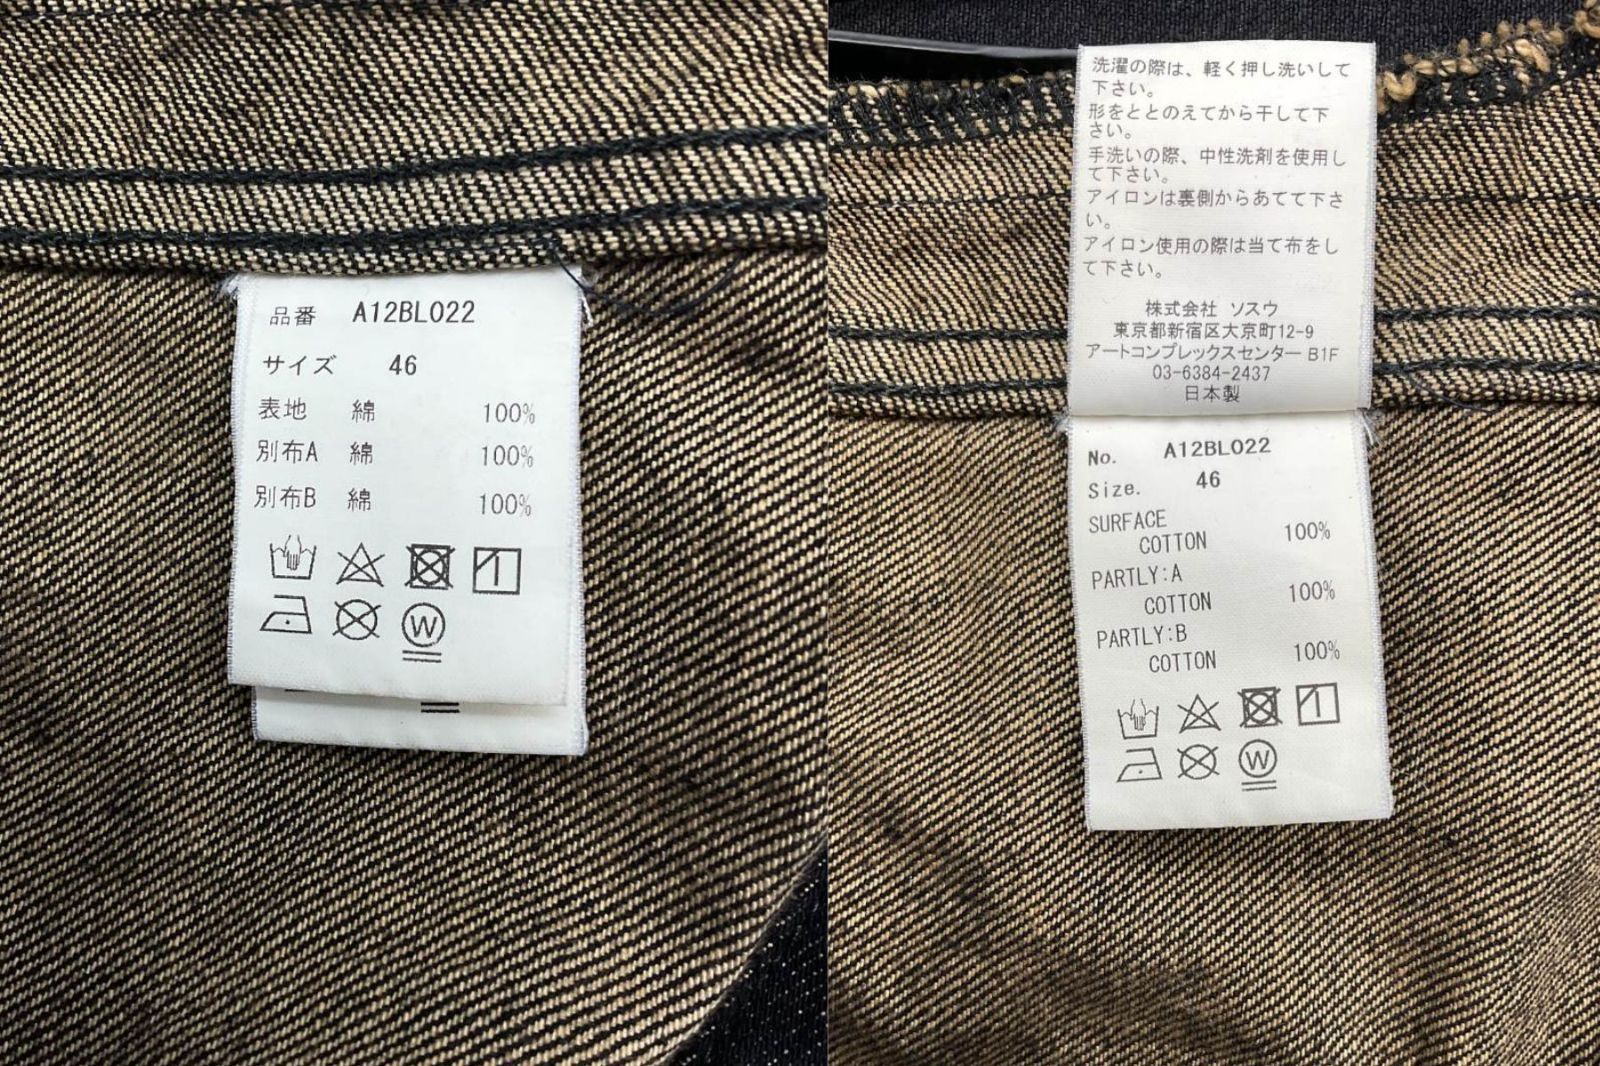 品番 A12BL022
サイズ 46
表地 綿 100%
別布A 綿 100%
別布B 綿 100%
W
洗濯の際は、軽く押し洗いして
下さい。
形をととのえてから干して下
さい。
手洗いの際、中性洗剤を使用し
て下さい。
アイロンは裏側からあてて下さ
い。
アイロン使用の際は当て布をし
て下さい。
株式会社 ソスウ
東京都新宿区大京町12-9
アートコンプレックスセンター B1F
03-6384-2437
日本製
No. A12BL022
Size. 46
SURFACE
COTTON 100%
PARTLY:A
COTTON 100%
PARTLY:B
COTTON 100%
W